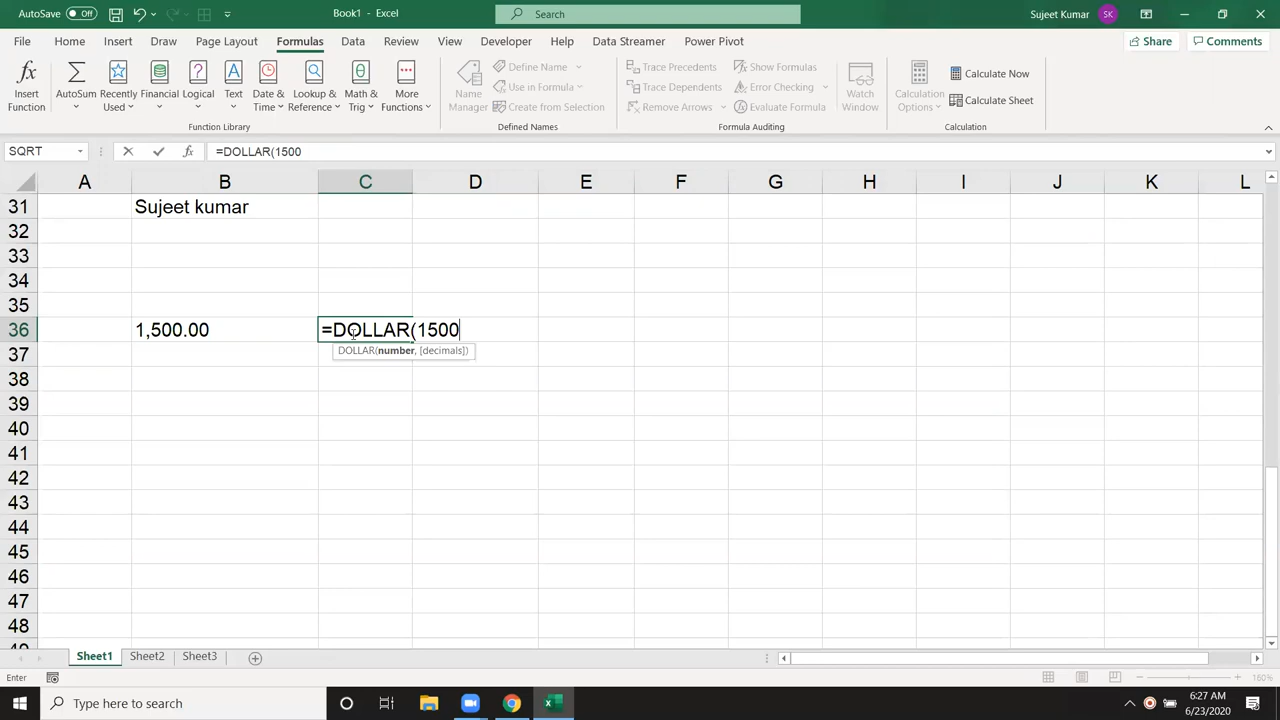 AutoSave Off Book1 - Excel Search Sujeet Kumar SK
File Home Insert Draw Page Layout Formulas Data Review View Developer Help Data Streamer Power Pivot Share Comments
Insert Function
AutoSum
Recently Used
Financial
Logical
Text
Date & Time
Lookup & Reference
Math & Trig
More Functions
Function Library
Name Manager
Define Name
Use in Formula
Create from Selection
Defined Names
Trace Precedents
Trace Dependents
Remove Arrows
Show Formulas
Error Checking
Evaluate Formula
Formula Auditing
Watch Window
Calculation Options
Calculate Now
Calculate Sheet
Calculation
SQRT fx =DOLLAR(1500
A B C D E F G H I J K L
31 Sujeet kumar
32
33
34
35
36 1,500.00 =DOLLAR(1500
DOLLAR(number, [decimals])
37
38
39
40
41
42
43
44
45
46
47
48
49
Sheet1 Sheet2 Sheet3
Enter 160%
Type here to search
6:27 AM
6/23/2020